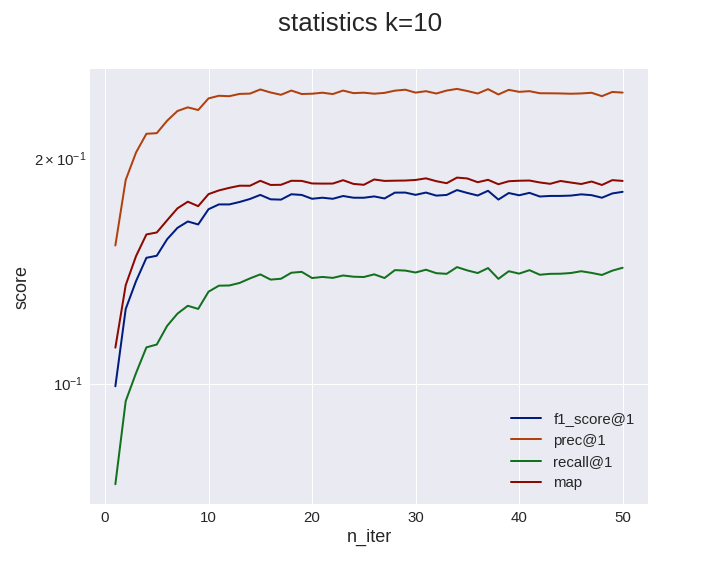 statistics k=10
score
2 × 10⁻¹
10⁻¹
f1_score@1
prec@1
recall@1
map
0 10 20 30 40 50
n_iter